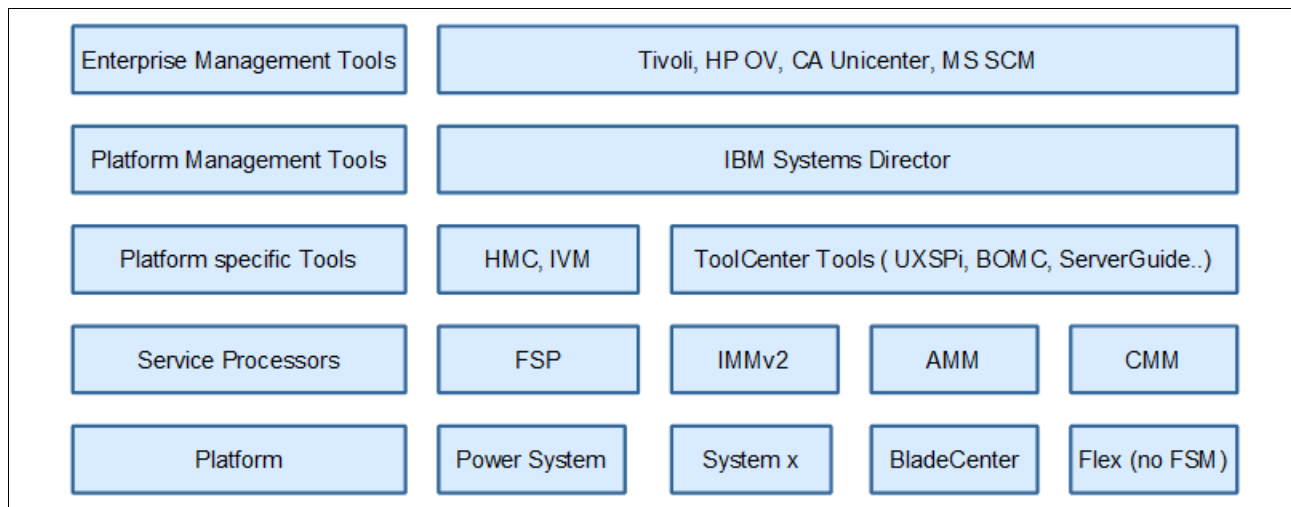 Enterprise Management Tools
Tivoli, HP OV, CA Unicenter, MS SCM
Platform Management Tools
IBM Systems Director
Platform specific Tools
HMC, IVM
ToolCenter Tools ( UXSPi, BOMC, ServerGuide..)
Service Processors
FSP
IMMv2
AMM
CMM
Platform
Power System
System x
BladeCenter
Flex (no FSM)